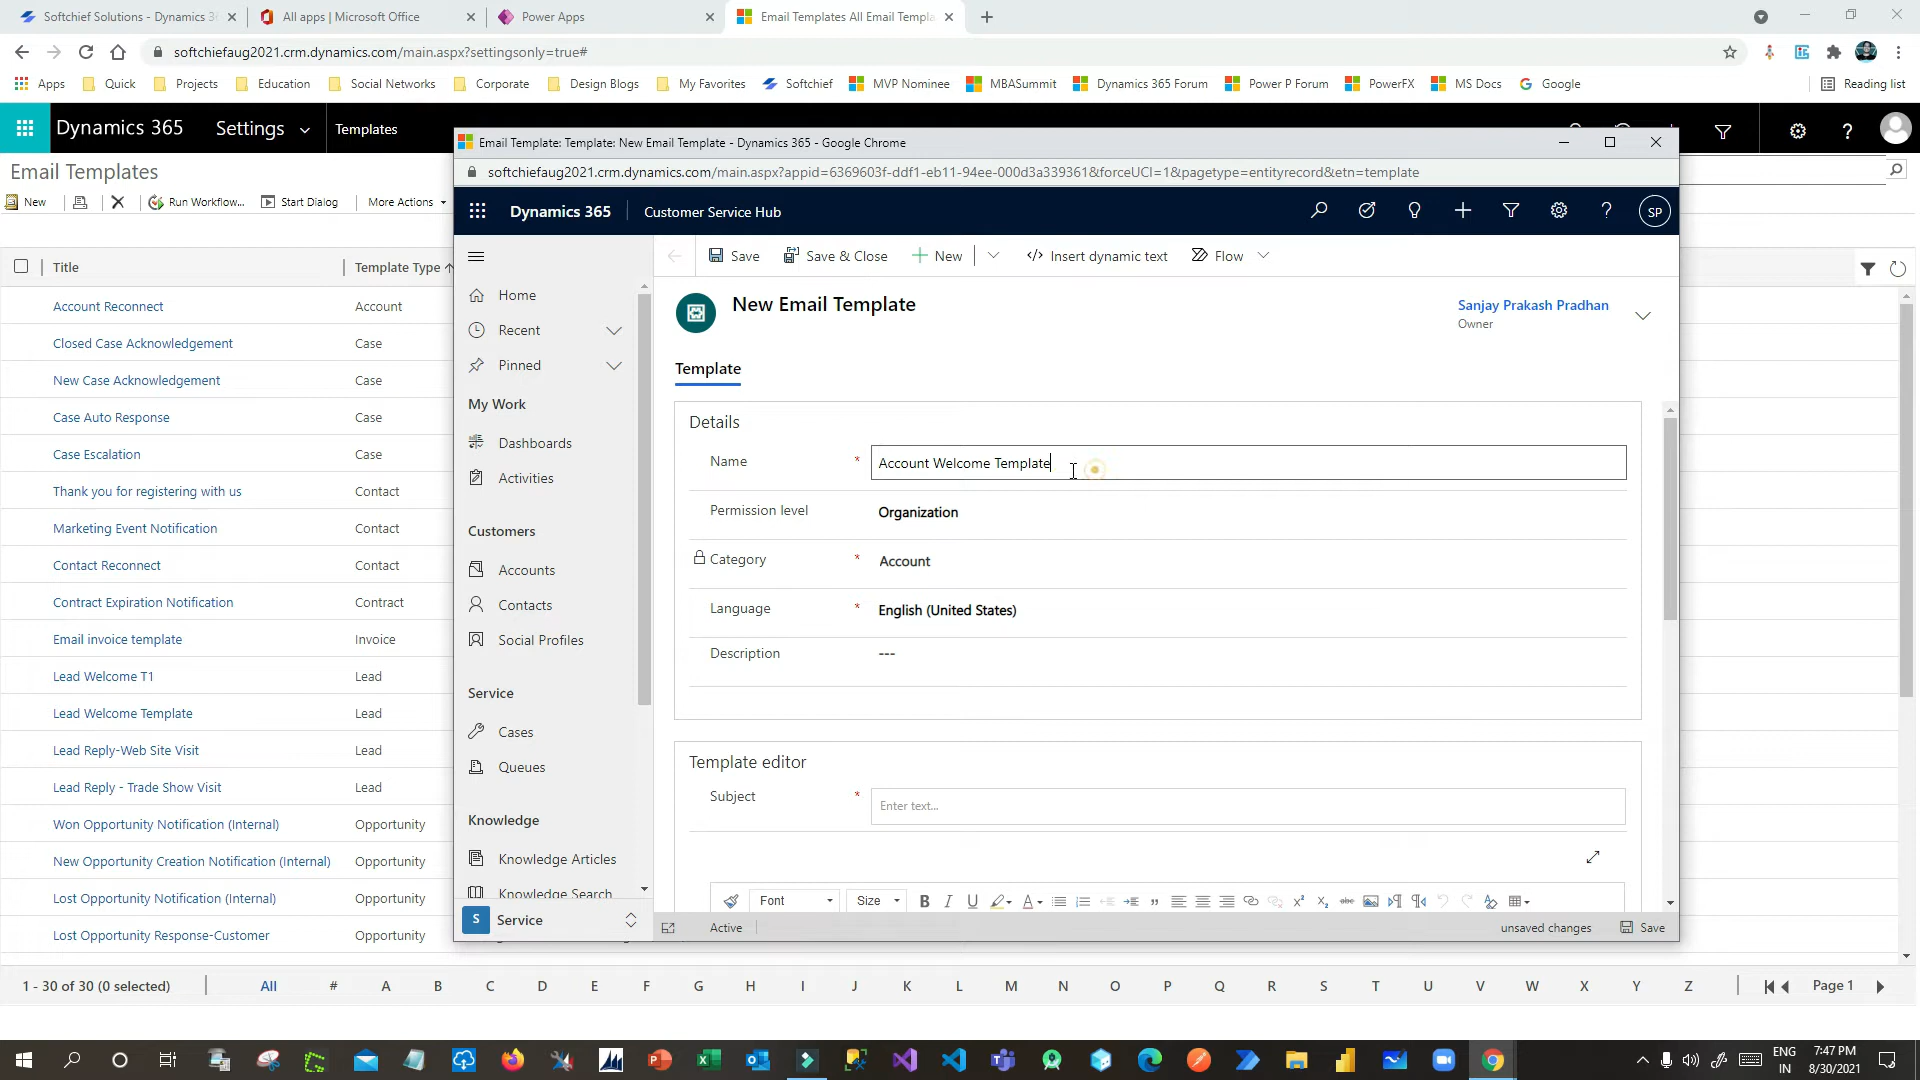 Softchief Solutions - Dynamics 3
All apps | Microsoft Office
Power Apps
Email Templates All Email Templa
softchiefaug2021.crm.dynamics.com/main.aspx?settingsonly=true#
Apps
Quick
Projects
Education
Social Networks
Corporate
Design Blogs
My Favorites
Softchief
MVP Nominee
MBASummit
Dynamics 365 Forum
Power P Forum
PowerFX
MS Docs
Google
Reading list
Dynamics 365
Settings
Templates
Email Templates
New
Run Workflow...
Start Dialog
More Actions
Title
Template Type
Account Reconnect
Account
Closed Case Acknowledgement
Case
New Case Acknowledgement
Case
Case Auto Response
Case
Case Escalation
Case
Thank you for registering with us
Contact
Marketing Event Notification
Contact
Contact Reconnect
Contact
Contract Expiration Notification
Contract
Email invoice template
Invoice
Lead Welcome T1
Lead
Lead Welcome Template
Lead
Lead Reply-Web Site Visit
Lead
Lead Reply - Trade Show Visit
Lead
Won Opportunity Notification (Internal)
Opportunity
New Opportunity Creation Notification (Internal)
Opportunity
Lost Opportunity Notification (Internal)
Opportunity
Lost Opportunity Response-Customer
Opportunity
Email Template: Template: New Email Template - Dynamics 365 - Google Chrome
softchiefaug2021.crm.dynamics.com/main.aspx?appid=6369603f-ddf1-eb11-94ee-000d3a339361&forceUCI=1&pagetype=entityrecord&etn=template
Dynamics 365
Customer Service Hub
SP
Home
Recent
Pinned
My Work
Dashboards
Activities
Customers
Accounts
Contacts
Social Profiles
Service
Cases
Queues
Knowledge
Knowledge Articles
Knowledge Search
S Service
Save
Save & Close
New
Insert dynamic text
Flow
New Email Template
Sanjay Prakash Pradhan
Owner
Template
Details
Name * Account Welcome Template
Permission level Organization
Category * Account
Language * English (United States)
Description ---
Template editor
Subject * Enter text...
Font
Size
B I U
Active
unsaved changes
Save
1 - 30 of 30 (0 selected)
All # A B C D E F G H I J K L M N O P Q R S T U V W X Y Z
Page 1
ENG
IN
7:47 PM
8/30/2021